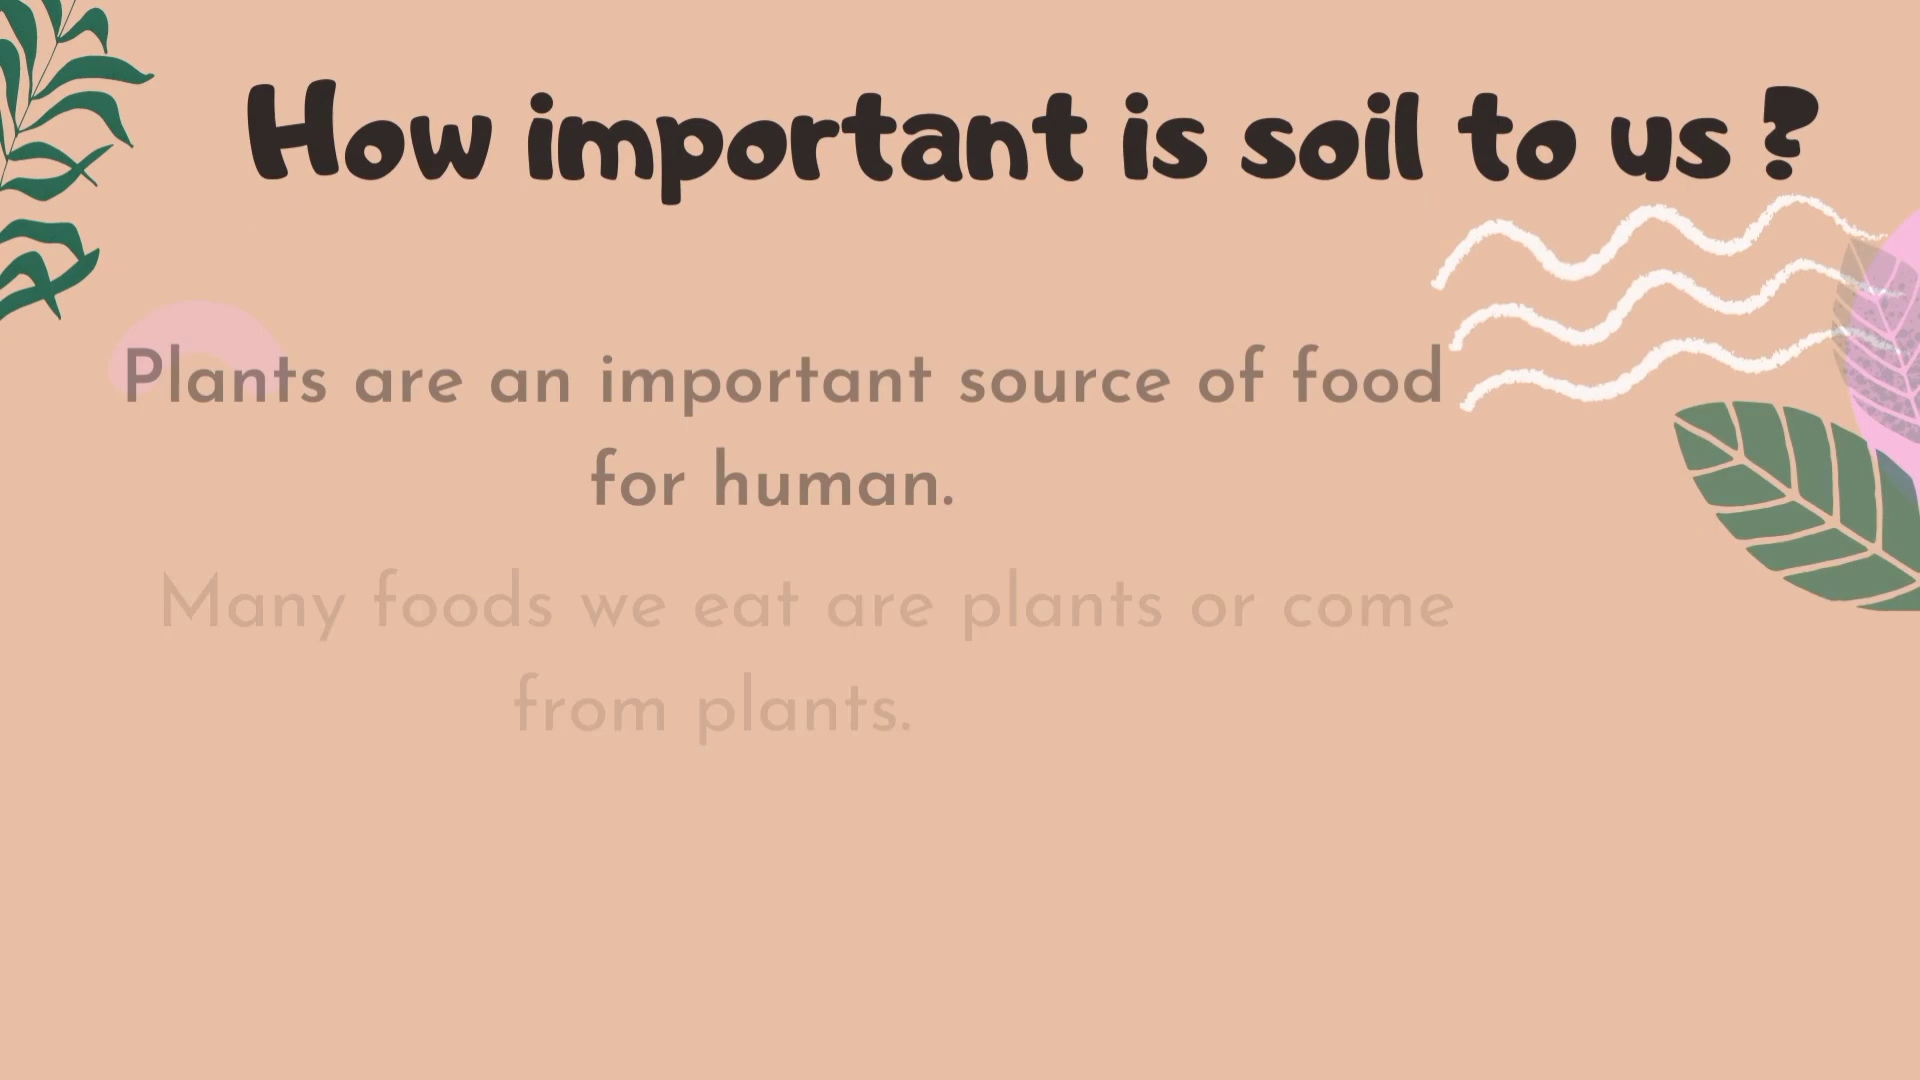 How important is soil to us ?
Plants are an important source of food
for human.
Many foods we eat are plants or come
from plants.